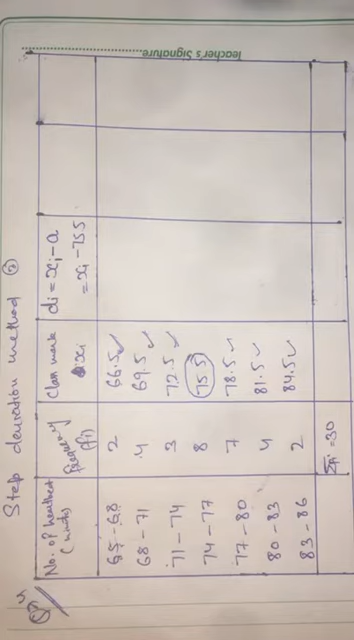 Step deviation method ②
No. of heartbeat (minute) frequency (fi) Class mark xi di = xi - a = xi - 75.5
65 - 68 2 66.5 ✓
68 - 71 4 69.5 ✓
71 - 74 3 72.5 ✓
74 - 77 8 75.5
77 - 80 7 78.5 ✓
80 - 83 4 81.5 ✓
83 - 86 2 84.5 ✓
Σfi = 30
Teacher's Signature